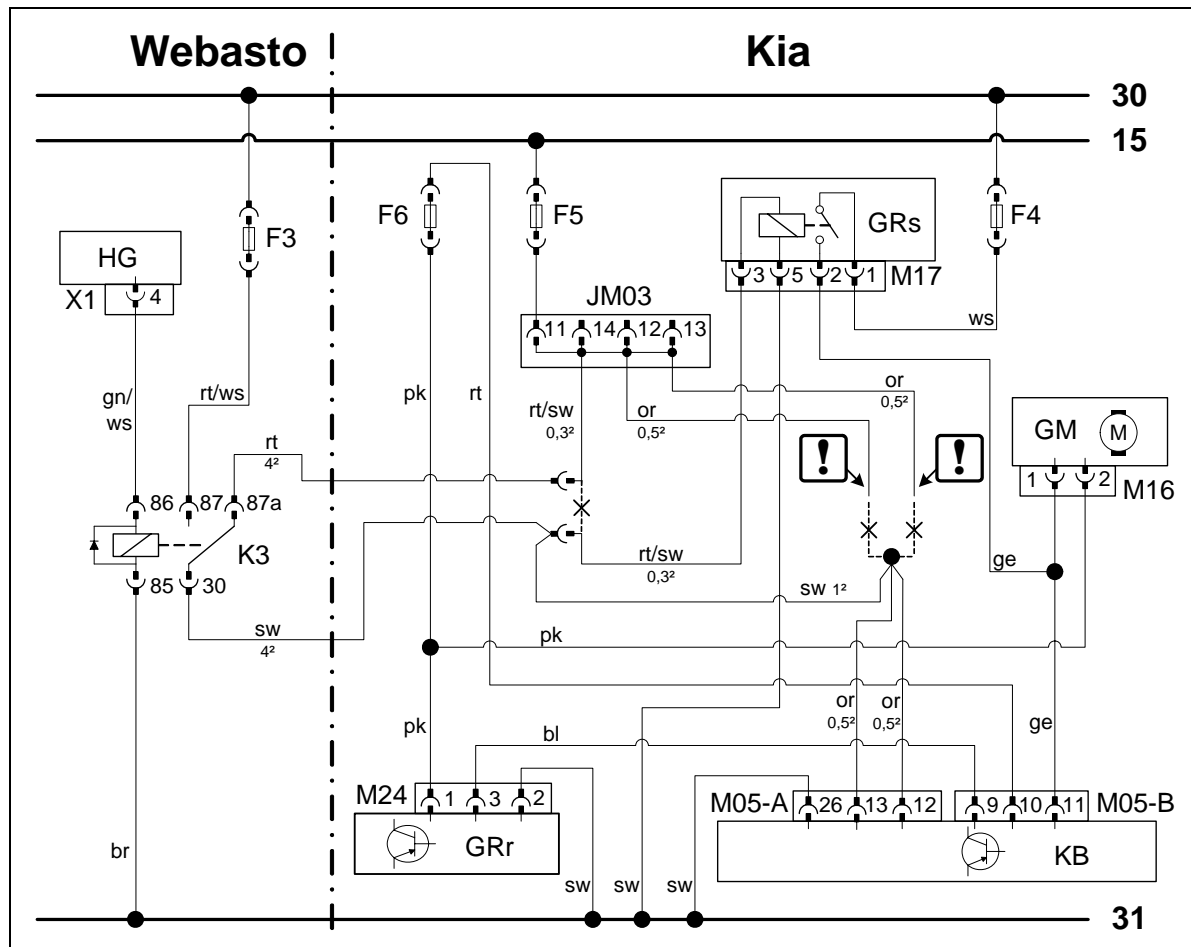 Webasto Kia
30
15
F6 F5 GRs F4
F3
HG
3 5 2 1 M17
X1 4
JM03
ws
11 14 12 13
gn/
ws
rt/ws
pk rt
rt/sw
0,3²
or
0,5²
or
0,5²
GM M
rt
4²
! !
1 2 M16
86 87 87a
K3
rt/sw
0,3²
ge
85 30
sw 1²
sw
4²
pk
pk
or
0,5²
or
0,5²
ge
bl
M24 1 3 2
M05-A 26 13 12 9 10 11 M05-B
GRr
KB
br
sw sw sw
31